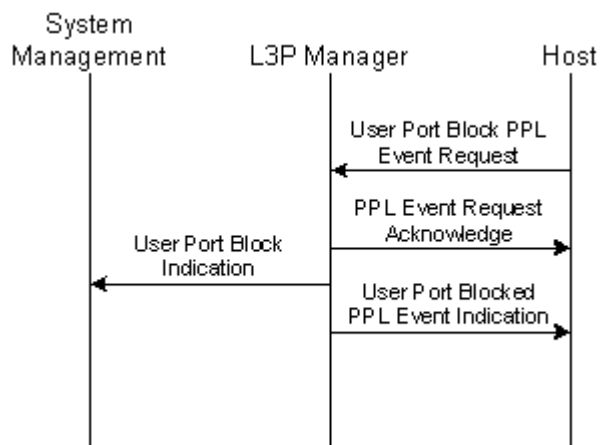 System
Management
L3P Manager
Host
User Port Block PPL
Event Request
PPL Event Request
Acknowledge
User Port Block
Indication
User Port Blocked
PPL Event Indication